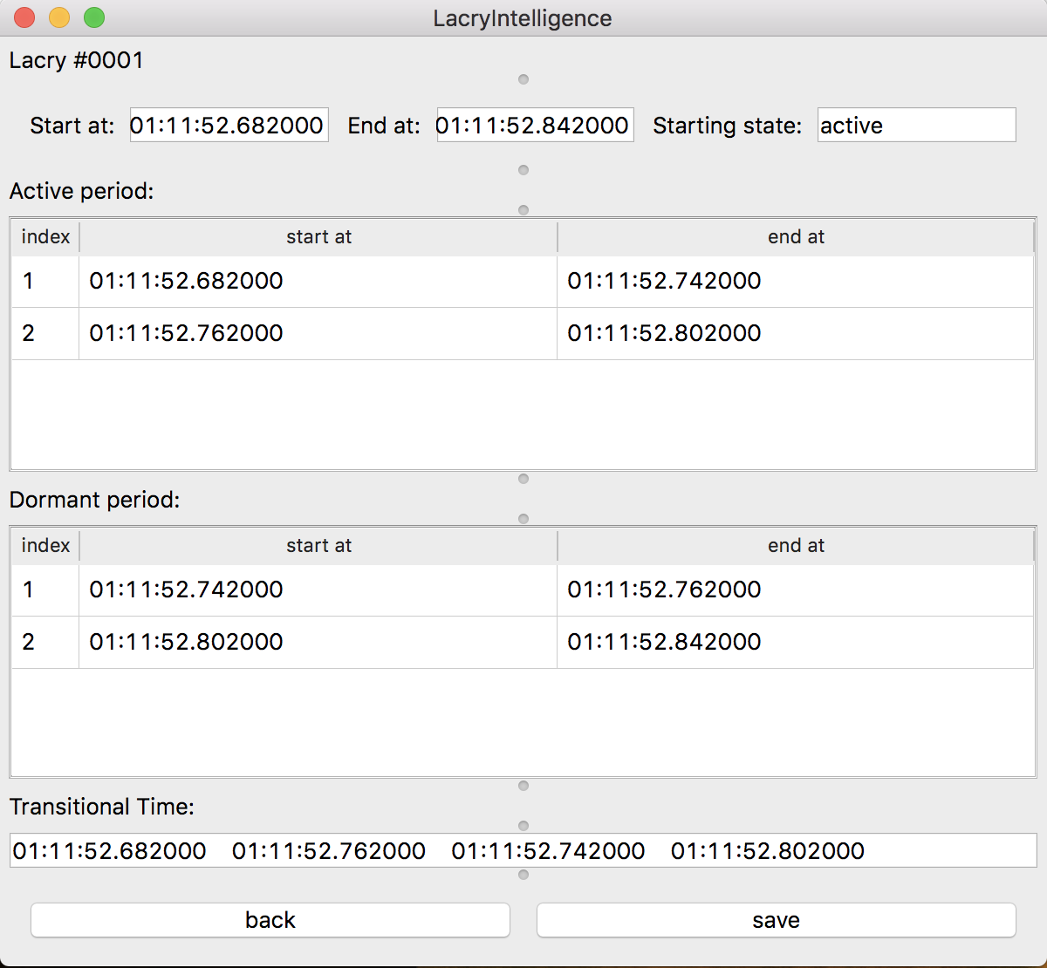 LacryIntelligence
Lacry #0001
Start at: 01:11:52.682000 End at: 01:11:52.842000 Starting state: active
Active period:
index start at end at
1 01:11:52.682000 01:11:52.742000
2 01:11:52.762000 01:11:52.802000
Dormant period:
index start at end at
1 01:11:52.742000 01:11:52.762000
2 01:11:52.802000 01:11:52.842000
Transitional Time:
01:11:52.682000 01:11:52.762000 01:11:52.742000 01:11:52.802000
back save